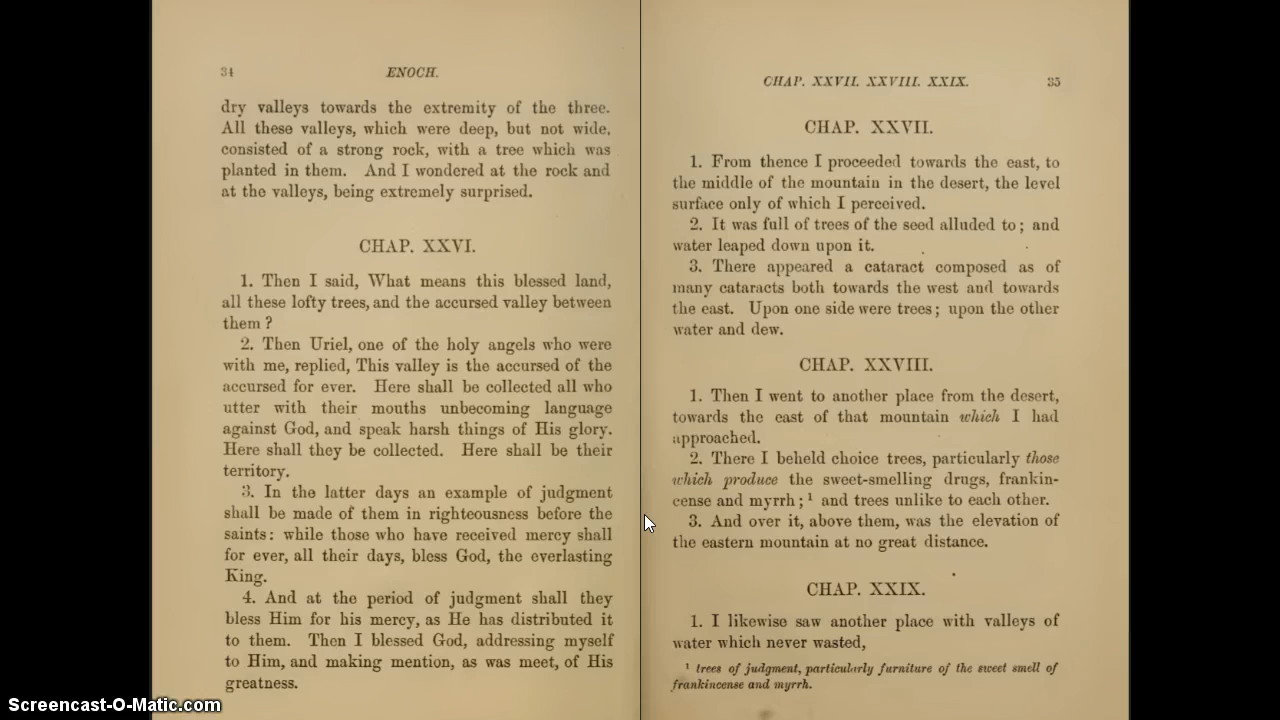 34
ENOCH.
dry valleys towards the extremity of the three.
All these valleys, which were deep, but not wide,
consisted of a strong rock, with a tree which was
planted in them. And I wondered at the rock and
at the valleys, being extremely surprised.
CHAP. XXVI.
1. Then I said, What means this blessed land,
all these lofty trees, and the accursed valley between
them ?
2. Then Uriel, one of the holy angels who were
with me, replied, This valley is the accursed of the
accursed for ever. Here shall be collected all who
utter with their mouths unbecoming language
against God, and speak harsh things of His glory.
Here shall they be collected. Here shall be their
territory.
3. In the latter days an example of judgment
shall be made of them in righteousness before the
saints: while those who have received mercy shall
for ever, all their days, bless God, the everlasting
King.
4. And at the period of judgment shall they
bless Him for his mercy, as He has distributed it
to them. Then I blessed God, addressing myself
to Him, and making mention, as was meet, of His
greatness.
CHAP. XXVII. XXVIII. XXIX.
35
CHAP. XXVII.
1. From thence I proceeded towards the east, to
the middle of the mountain in the desert, the level
surface only of which I perceived.
2. It was full of trees of the seed alluded to ; and
water leaped down upon it.
3. There appeared a cataract composed as of
many cataracts both towards the west and towards
the east. Upon one side were trees ; upon the other
water and dew.
CHAP. XXVIII.
1. Then I went to another place from the desert,
towards the east of that mountain which I had
approached.
2. There I beheld choice trees, particularly those
which produce the sweet-smelling drugs, frankin-
cense and myrrh ; ¹ and trees unlike to each other.
3. And over it, above them, was the elevation of
the eastern mountain at no great distance.
CHAP. XXIX.
1. I likewise saw another place with valleys of
water which never wasted,
¹ trees of judgment, particularly furniture of the sweet smell of
frankincense and myrrh.
Screencast-O-Matic.com